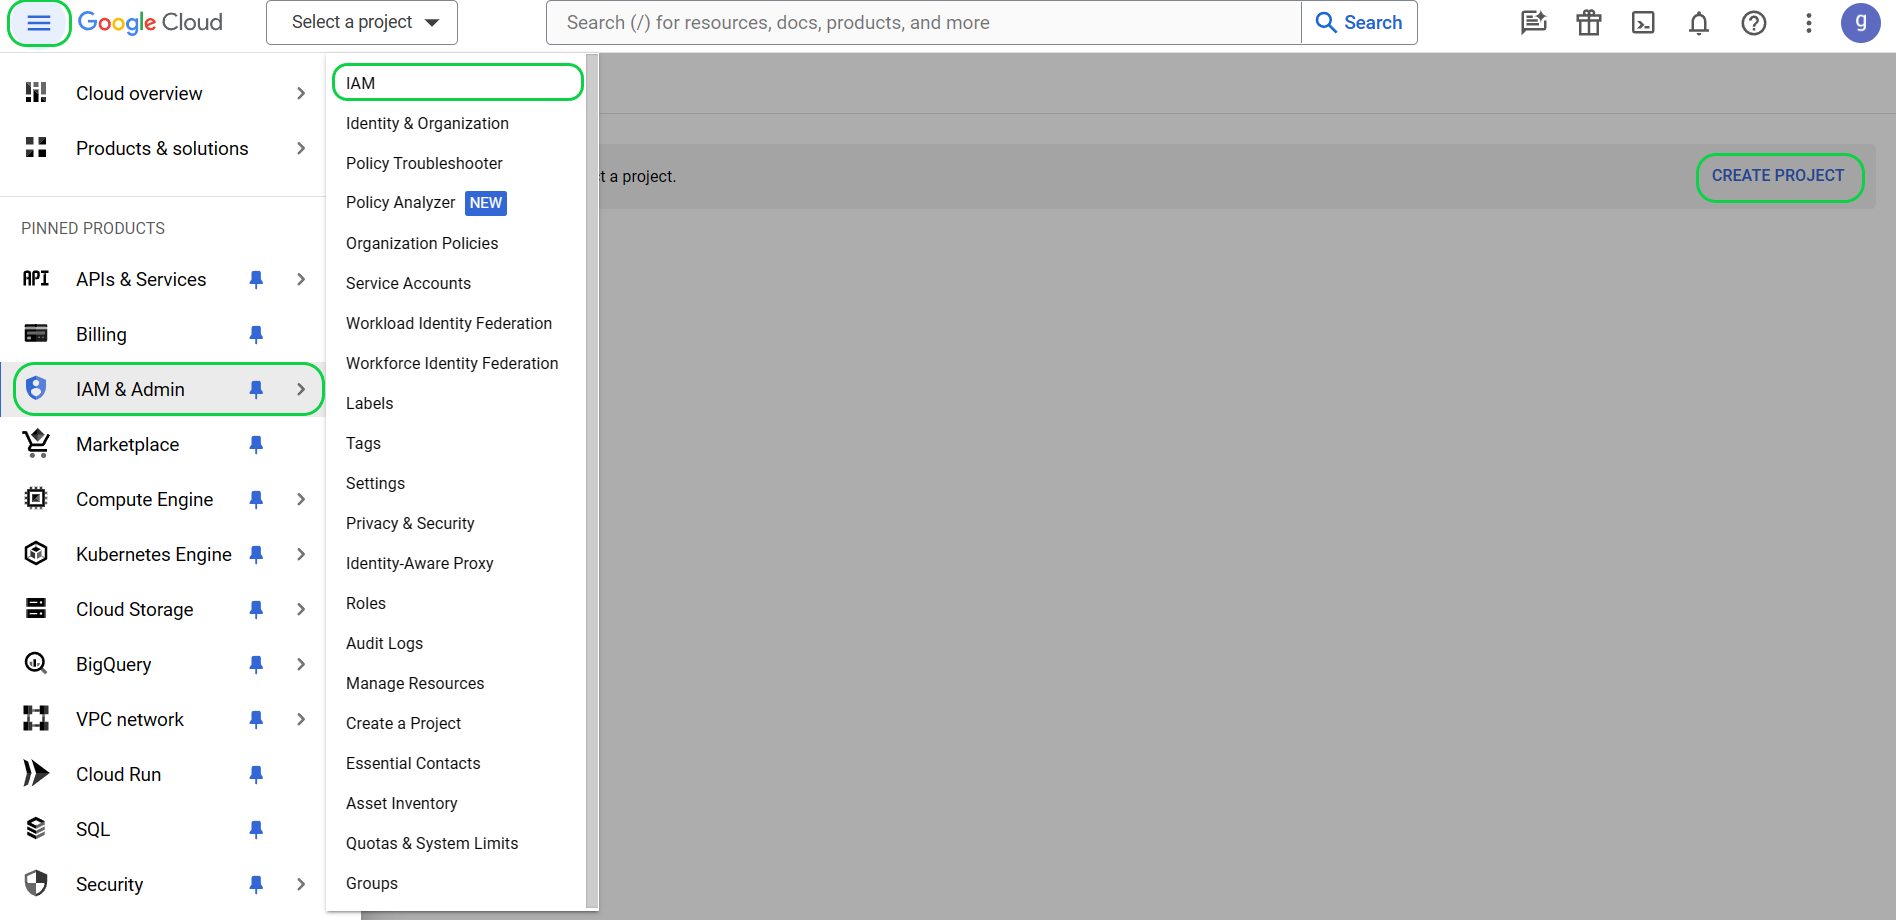 Google Cloud
Select a project
Search (/) for resources, docs, products, and more
Search
g
Cloud overview
Products & solutions
PINNED PRODUCTS
API APIs & Services
Billing
IAM & Admin
Marketplace
Compute Engine
Kubernetes Engine
Cloud Storage
BigQuery
VPC network
Cloud Run
SQL
Security
IAM
Identity & Organization
Policy Troubleshooter
Policy Analyzer NEW
Organization Policies
Service Accounts
Workload Identity Federation
Workforce Identity Federation
Labels
Tags
Settings
Privacy & Security
Identity-Aware Proxy
Roles
Audit Logs
Manage Resources
Create a Project
Essential Contacts
Asset Inventory
Quotas & System Limits
Groups
t a project.
CREATE PROJECT